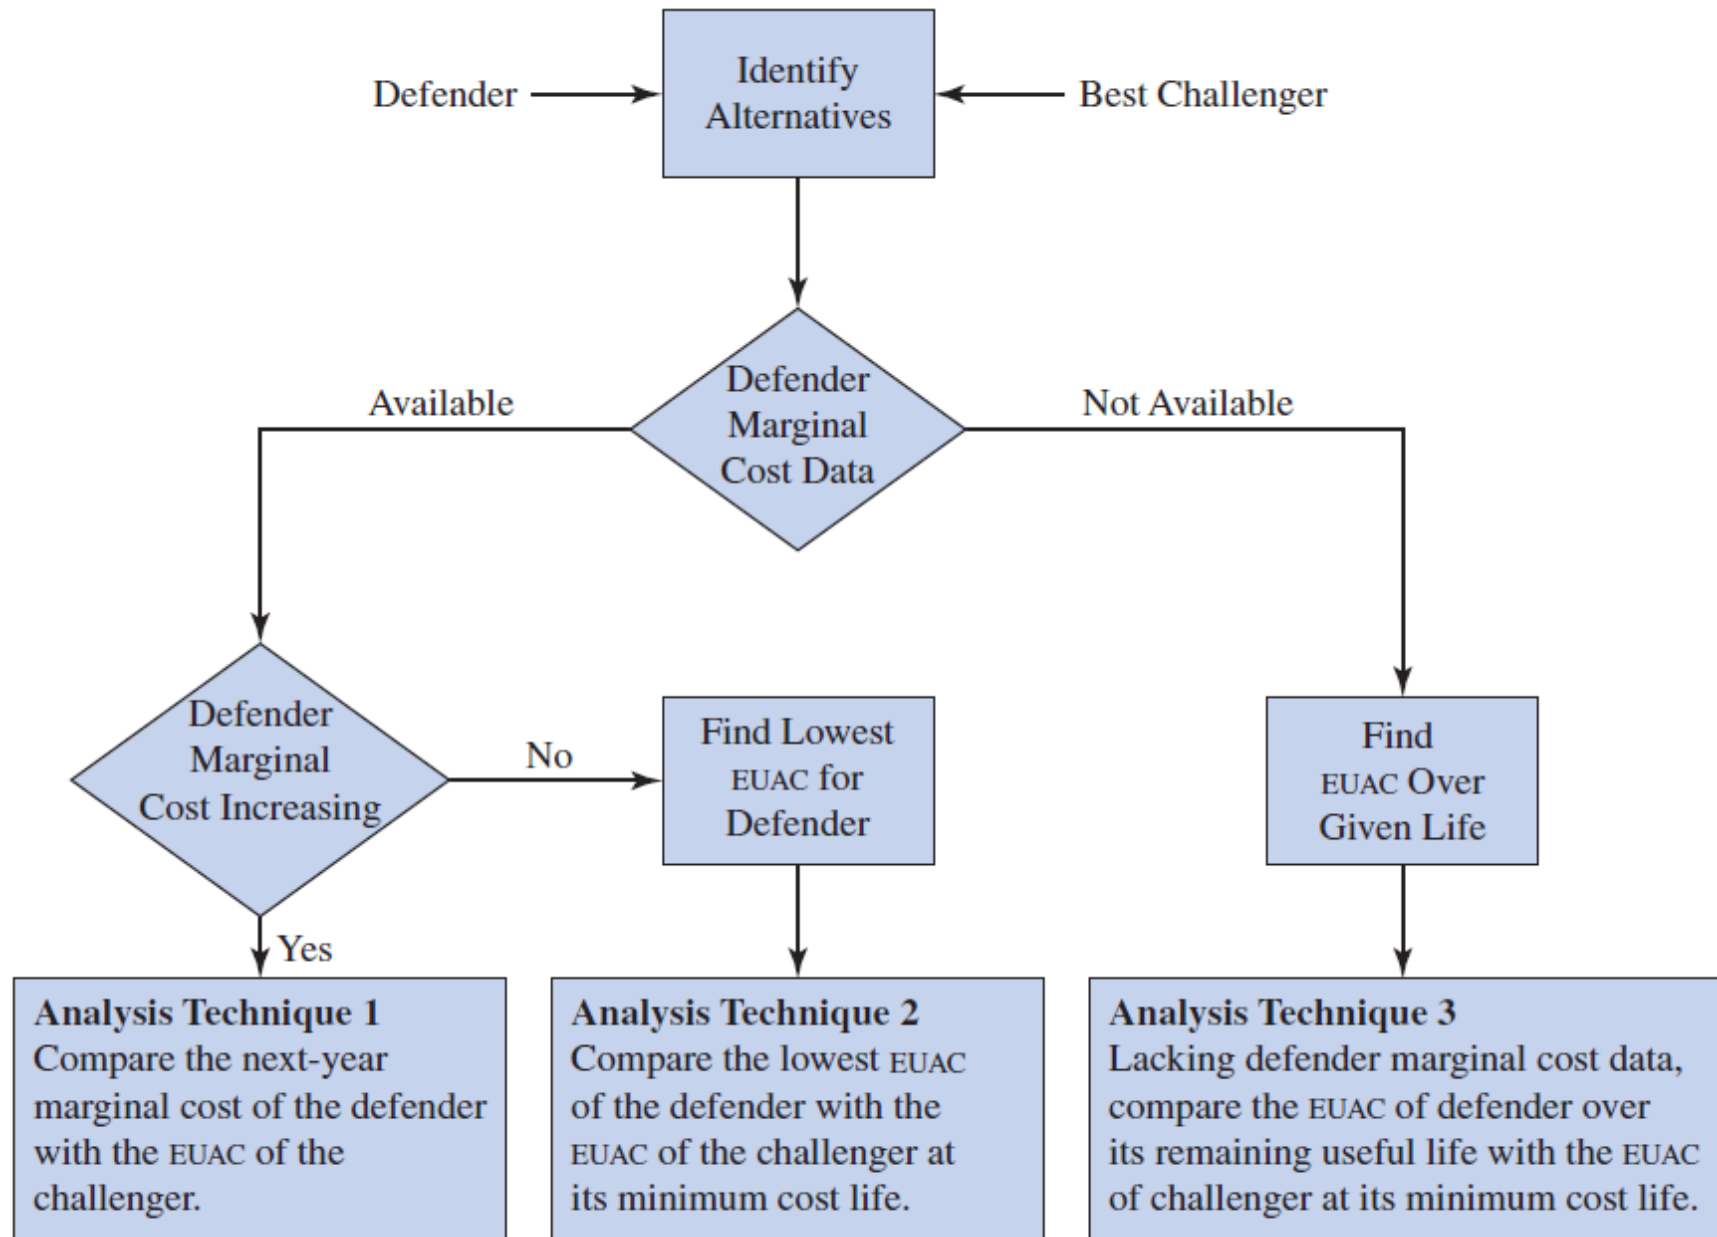 Identify
Alternatives
Defender
Best Challenger
Defender
Marginal
Cost Data
Available
Not Available
Defender
Marginal
Cost Increasing
No
Find Lowest
EUAC for
Defender
Find
EUAC Over
Given Life
Yes
Analysis Technique 1
Compare the next-year
marginal cost of the defender
with the EUAC of the
challenger.
Analysis Technique 2
Compare the lowest EUAC
of the defender with the
EUAC of the challenger at
its minimum cost life.
Analysis Technique 3
Lacking defender marginal cost data,
compare the EUAC of defender over
its remaining useful life with the EUAC
of challenger at its minimum cost life.